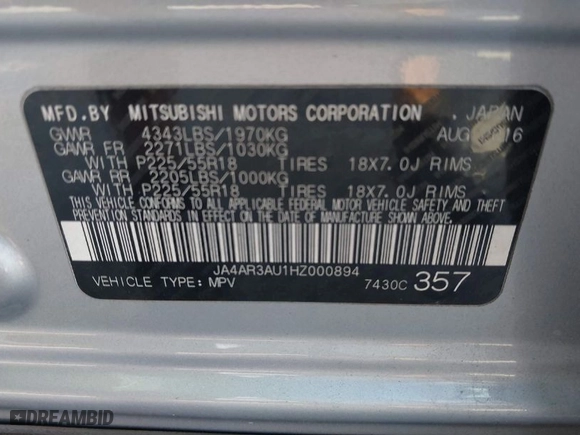 MFD.BY MITSUBISHI MOTORS CORPORATION . JAPAN
GVWR 4343LBS/1970KG AUG 16
GAWR FR 2271LBS/1030KG
WITH P225/55R18 TIRES 18X7.0J RIMS
GAWR RR 2205LBS/1000KG
WITH P225/55R18 TIRES 18X7.0J RIMS
THIS VEHICLE CONFORMS TO ALL APPLICABLE FEDERAL MOTOR VEHICLE SAFETY AND THEFT
PREVENTION STANDARDS IN EFFECT ON THE DATE OF MANUFACTURE SHOWN ABOVE.
JA4AR3AU1HZ000894
VEHICLE TYPE: MPV 7430C 357
DREAMBID